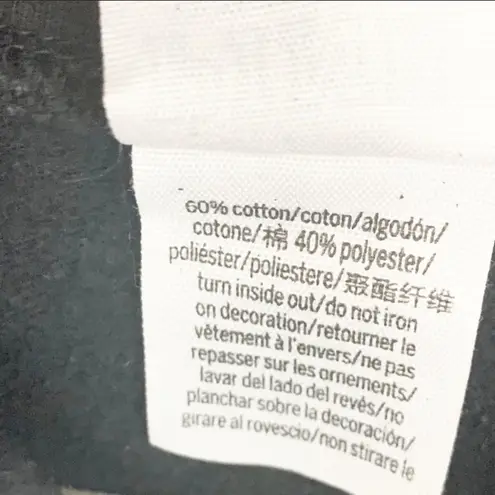 60% cotton/coton/algodón/
cotone/棉 40% polyester/
poliéster/poliestere/聚酯纤维
turn inside out/do not iron
on decoration/retourner le
vêtement à l'envers/ne pas
repasser sur les ornements/
lavar del lado del revés/no
planchar sobre la decoración/
girare al rovescio/non stirare le